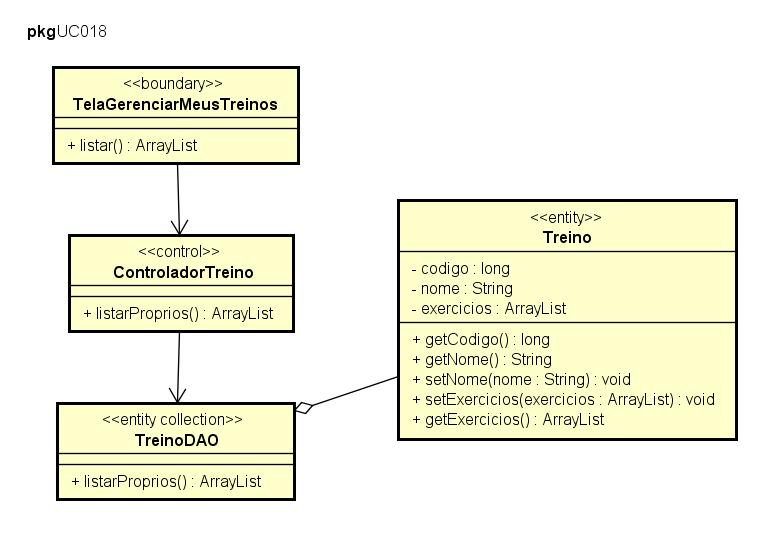 pkgUC018
<<boundary>>
TelaGerenciarMeusTreinos
+ listar() : ArrayList
<<control>>
ControladorTreino
+ listarProprios() : ArrayList
<<entity collection>>
TreinoDAO
+ listarProprios() : ArrayList
<<entity>>
Treino
- codigo : long
- nome : String
- exercicios : ArrayList
+ getCodigo() : long
+ getNome() : String
+ setNome(nome : String) : void
+ setExercicios(exercicios : ArrayList) : void
+ getExercicios() : ArrayList